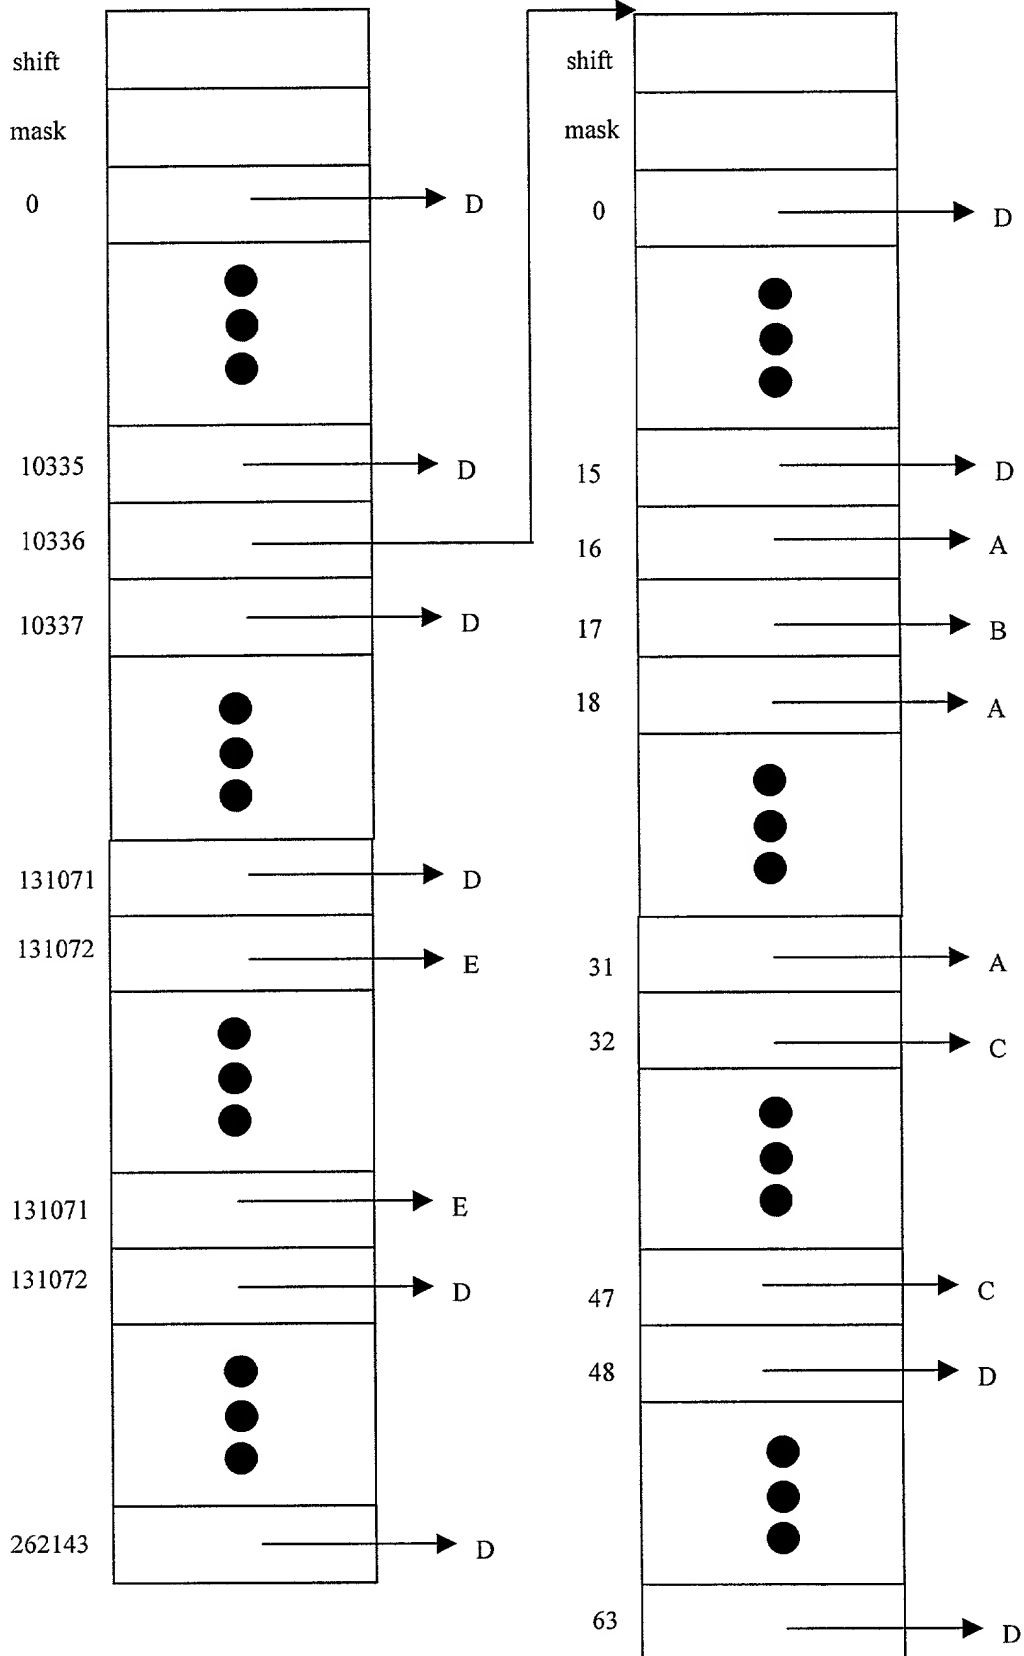 shift
mask
0 D
10335 D
10336
10337 D
131071 D
131072 E
131071 E
131072 D
262143 D
shift
mask
0 D
15 D
16 A
17 B
18 A
31 A
32 C
47 C
48 D
63 D